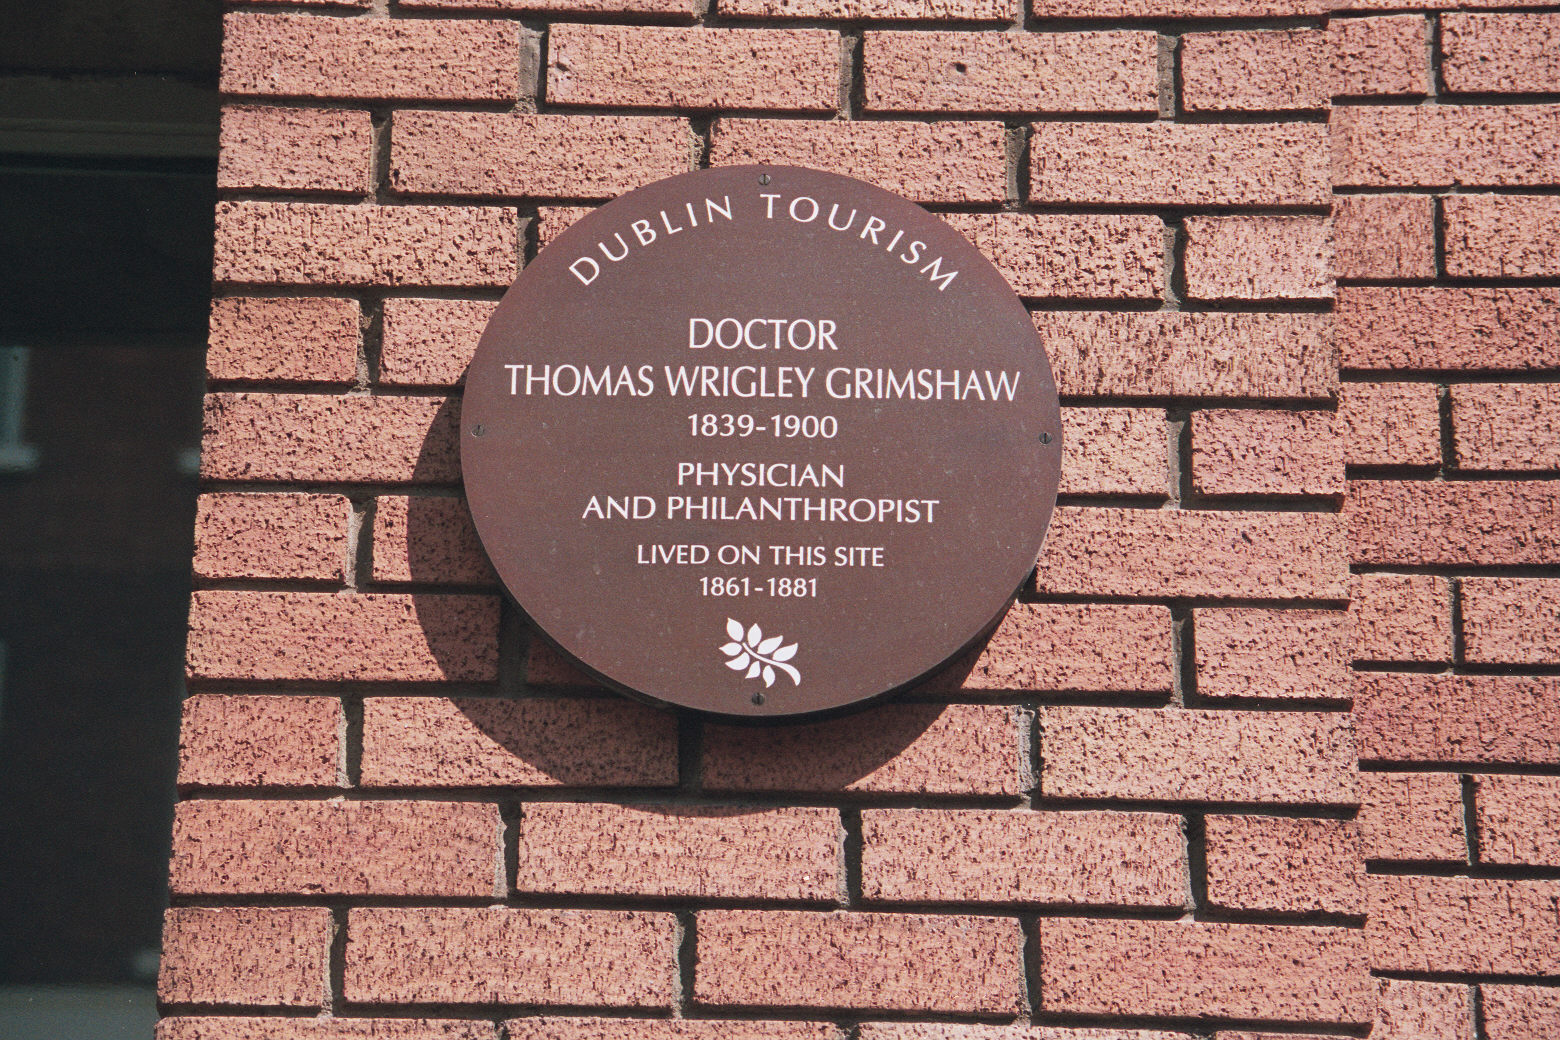 DUBLIN TOURISM
DOCTOR
THOMAS WRIGLEY GRIMSHAW
1839-1900
PHYSICIAN
AND PHILANTHROPIST
LIVED ON THIS SITE
1861-1881